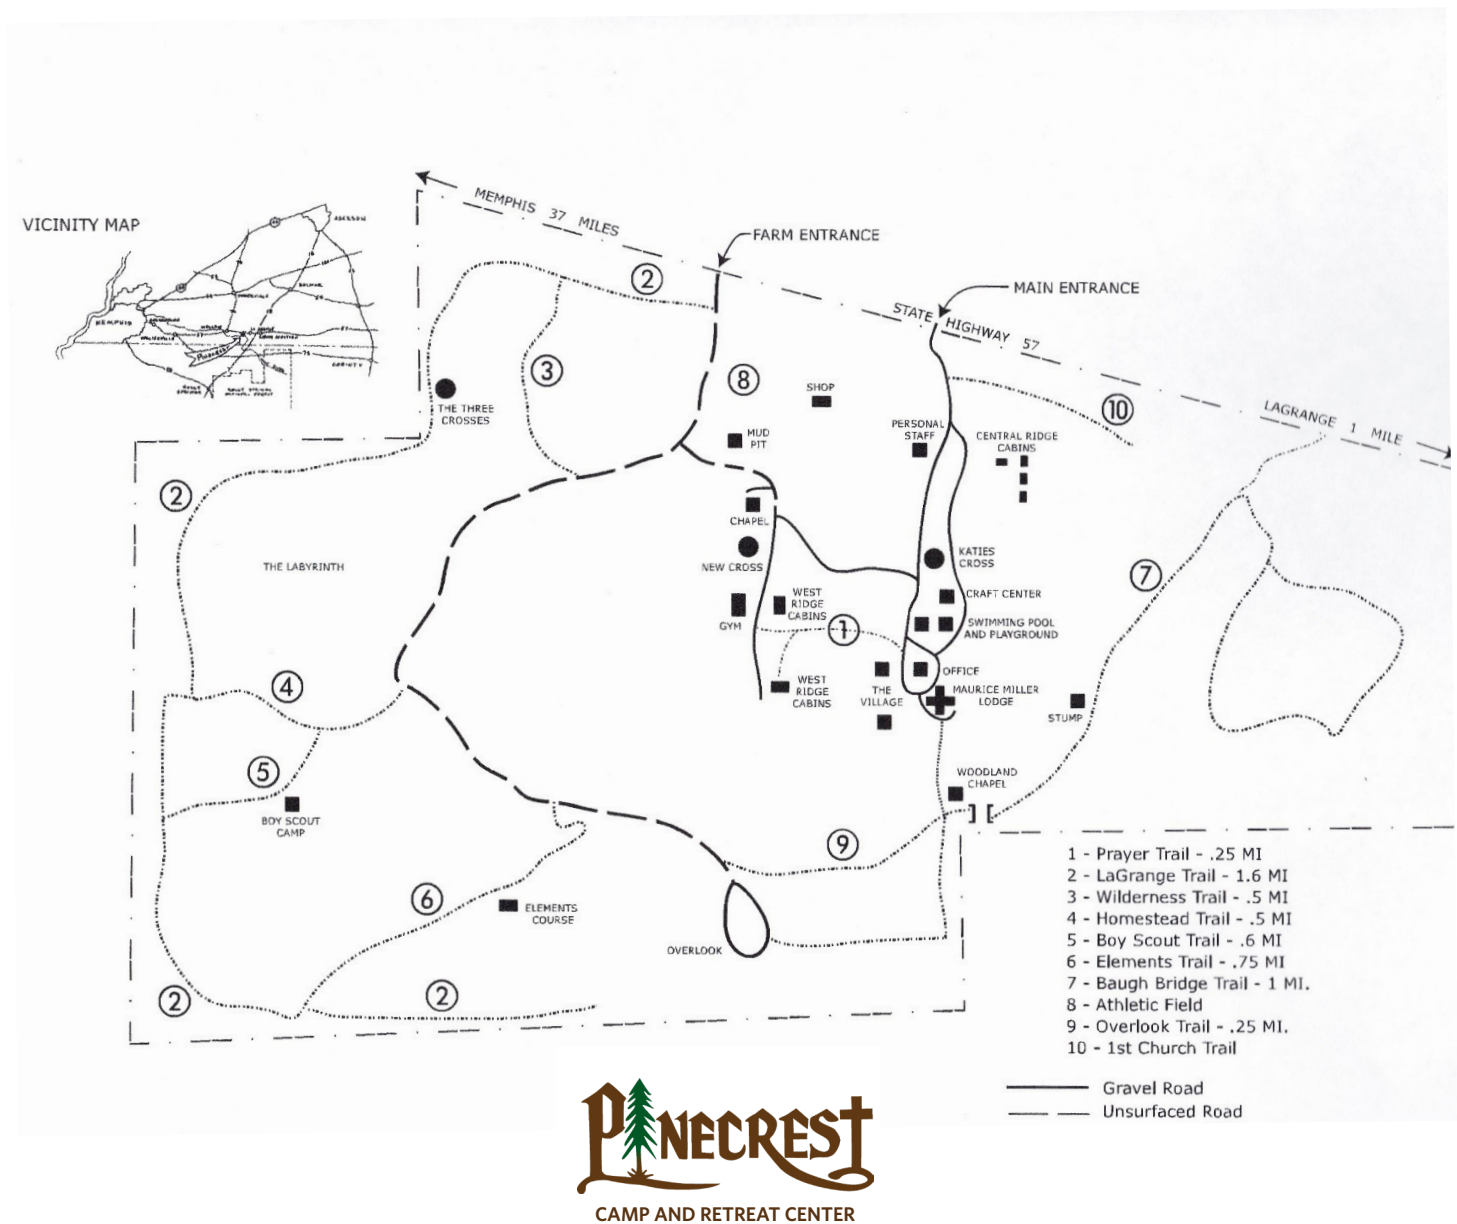 MEMPHIS 37 MILES
VICINITY MAP
MEMPHIS
FARM ENTRANCE
MAIN ENTRANCE
STATE HIGHWAY 57
LAGRANGE 1 MILE
2
3
8
10
SHOP
THE THREE
CROSSES
MUD
PIT
PERSONAL
STAFF
CENTRAL RIDGE
CABINS
2
CHAPEL
NEW CROSS
KATIES
CROSS
THE LABYRINTH
7
CRAFT CENTER
WEST
RIDGE
CABINS
GYM
1
SWIMMING POOL
AND PLAYGROUND
OFFICE
4
WEST
RIDGE
CABINS
THE
VILLAGE
MAURICE MILLER
LODGE
STUMP
5
BOY SCOUT
CAMP
WOODLAND
CHAPEL
9
6
ELEMENTS
COURSE
OVERLOOK
2
2
1 - Prayer Trail - .25 MI
2 - LaGrange Trail - 1.6 MI
3 - Wilderness Trail - .5 MI
4 - Homestead Trail - .5 MI
5 - Boy Scout Trail - .6 MI
6 - Elements Trail - .75 MI
7 - Baugh Bridge Trail - 1 MI.
8 - Athletic Field
9 - Overlook Trail - .25 MI.
10 - 1st Church Trail
Gravel Road
Unsurfaced Road
PINECREST
CAMP AND RETREAT CENTER